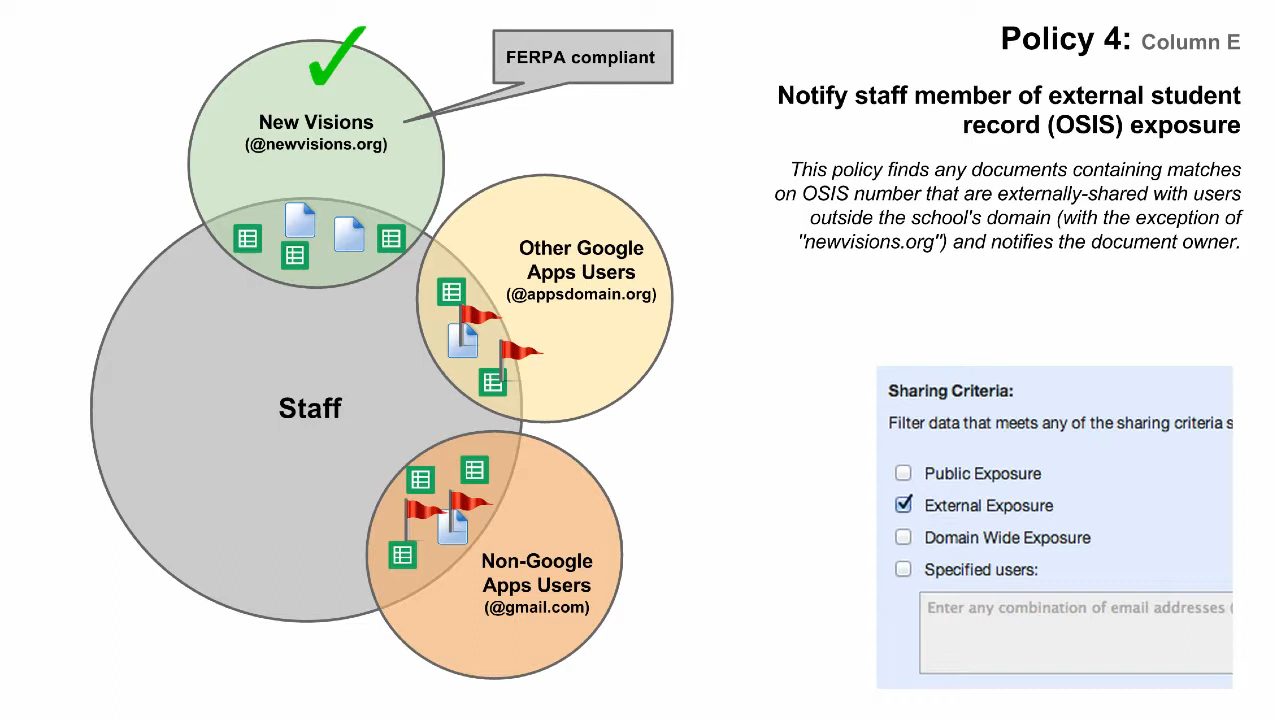 Policy 4: Column E
FERPA compliant
Notify staff member of external student
record (OSIS) exposure
New Visions
(@newvisions.org)
This policy finds any documents containing matches
on OSIS number that are externally-shared with users
outside the school's domain (with the exception of
"newvisions.org") and notifies the document owner.
Other Google
Apps Users
(@appsdomain.org)
Staff
Non-Google
Apps Users
(@gmail.com)
Sharing Criteria:
Filter data that meets any of the sharing criteria s
Public Exposure
External Exposure
Domain Wide Exposure
Specified users:
Enter any combination of email addresses (